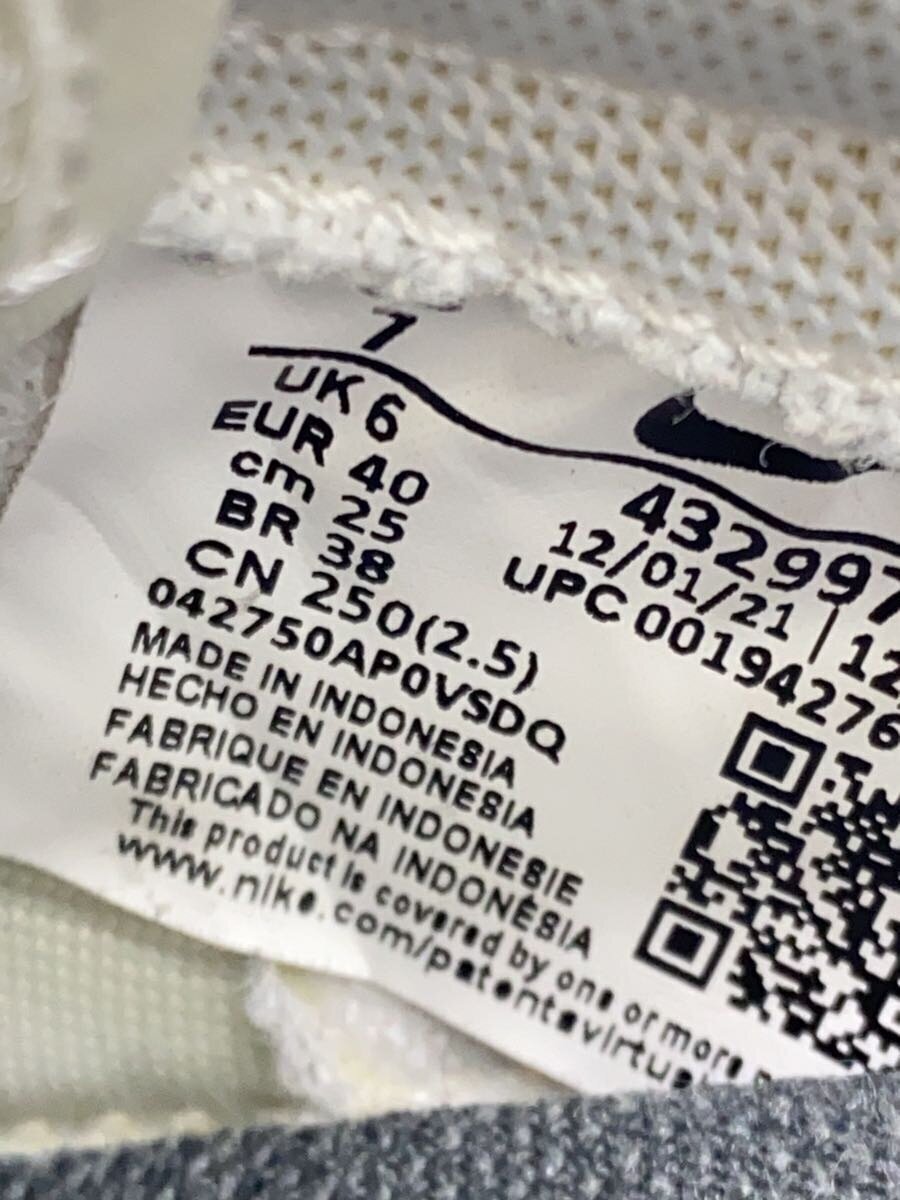 7
UK 6
EUR 40
cm 25
BR 38
CN 250(2.5)
042750AP0VSDQ
MADE IN INDONESIA
HECHO EN INDONESIA
FABRIQUE EN INDONESIE
FABRICADO NA INDONÉSIA
This product is covered by one or more
www.nike.com/patentsvirtua
432997
12/01/21 | 12
UPC 00194276